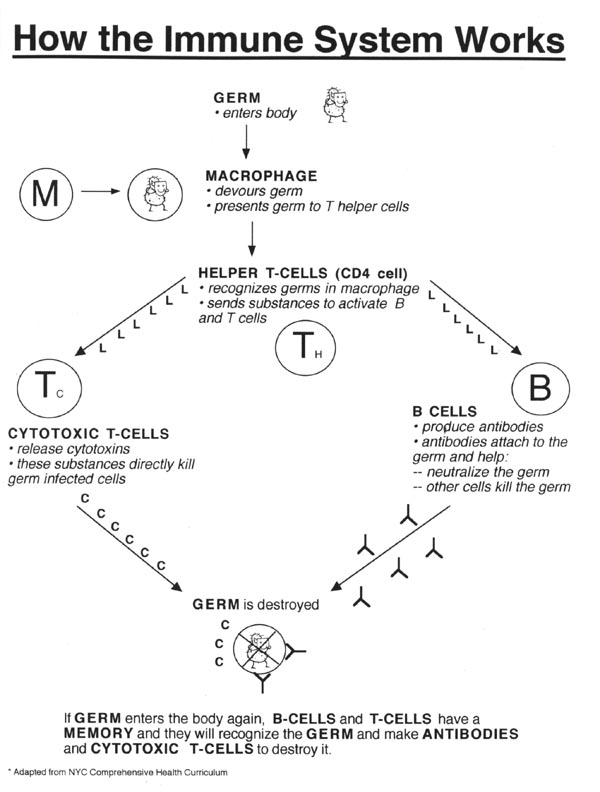 How the Immune System Works
GERM
• enters body
MACROPHAGE
• devours germ
• presents germ to T helper cells
M
HELPER T-CELLS (CD4 cell)
• recognizes germs in macrophage
• sends substances to activate B
and T cells
L
L
L
L
L
L
L
L
L
L
L
L
T H
T C
B
CYTOTOXIC T-CELLS
• release cytotoxins
• these substances directly kill
germ infected cells
B CELLS
• produce antibodies
• antibodies attach to the
germ and help:
-- neutralize the germ
-- other cells kill the germ
C
C
C
C
C
C
GERM is destroyed
C
C
C
If GERM enters the body again, B-CELLS and T-CELLS have a
MEMORY and they will recognize the GERM and make ANTIBODIES
and CYTOTOXIC T-CELLS to destroy it.
* Adapted from NYC Comprehensive Health Curriculum